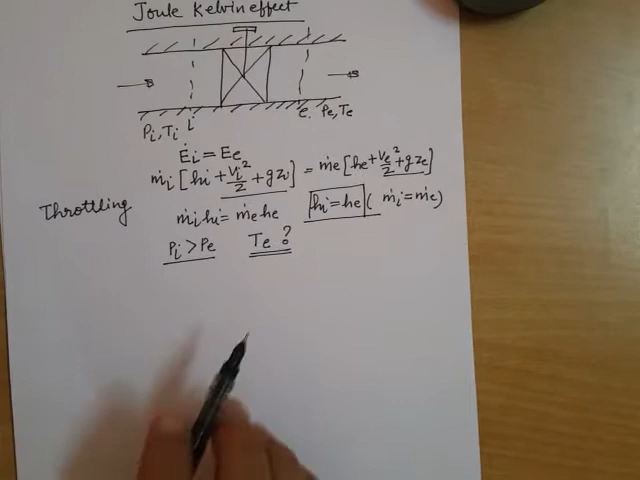 Joule Kelvin effect
i
e
Pi, Ti
Pe, Te
Ėi = Ee
ṁi [hi + Vi²/2 + gzi] = ṁe [he + Ve²/2 + gze]
Throttling
ṁi hi = ṁe he
hi = he ( ṁi = ṁe)
Pi > Pe
Te ?